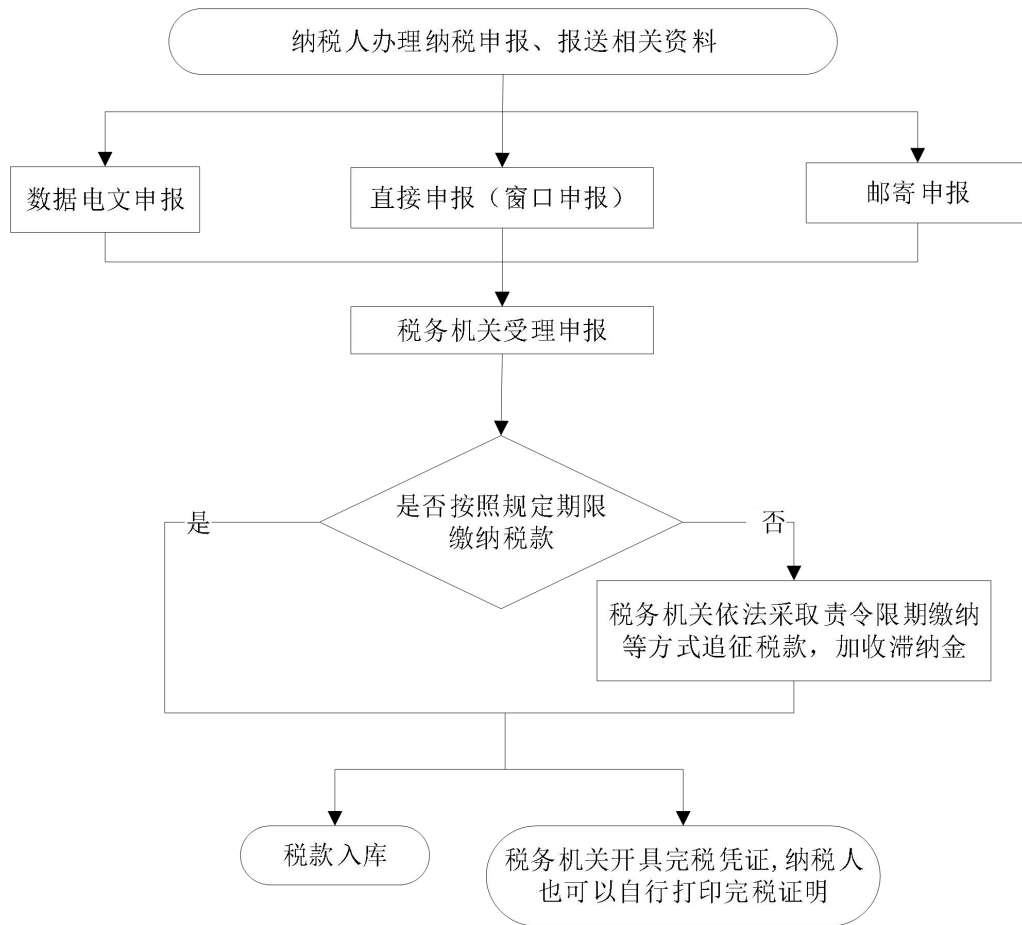 纳税人办理纳税申报、报送相关资料
数据电文申报
直接申报（窗口申报）
邮寄申报
税务机关受理申报
是否按照规定期限
缴纳税款
是
否
税务机关依法采取责令限期缴纳
等方式追征税款，加收滞纳金
税款入库
税务机关开具完税凭证,纳税人
也可以自行打印完税证明